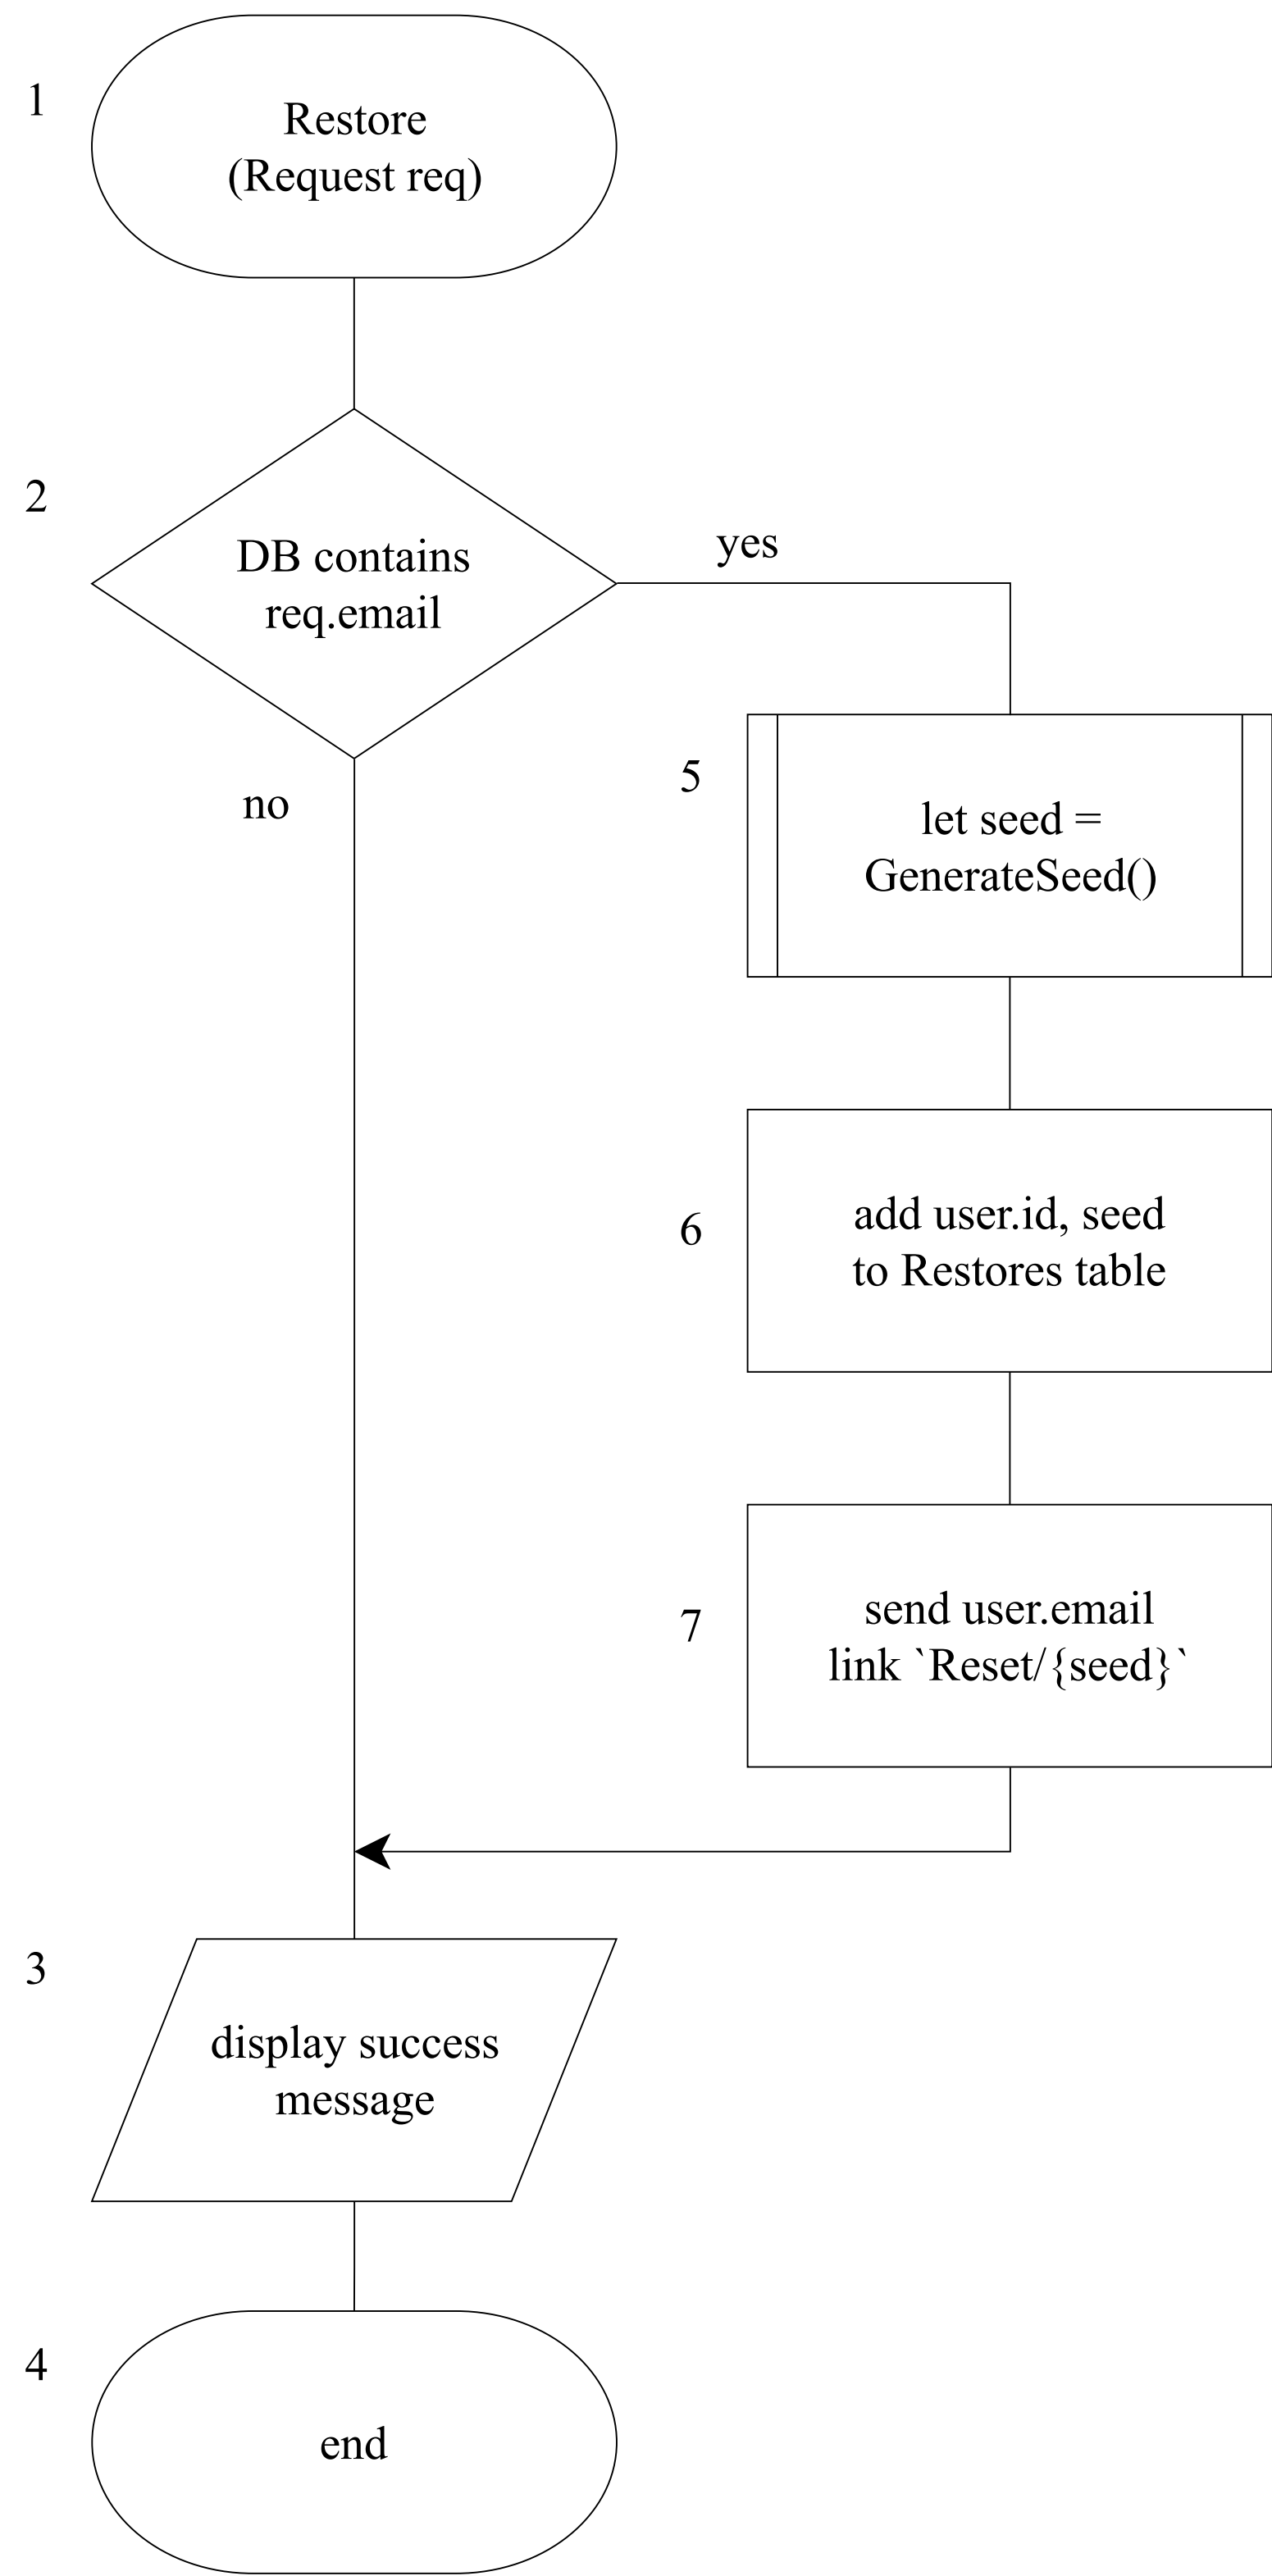 1
Restore
(Request req)
2
DB contains
req.email
yes
no
5
let seed =
GenerateSeed()
6
add user.id, seed
to Restores table
7
send user.email
link `Reset/{seed}`
3
display success
message
4
end